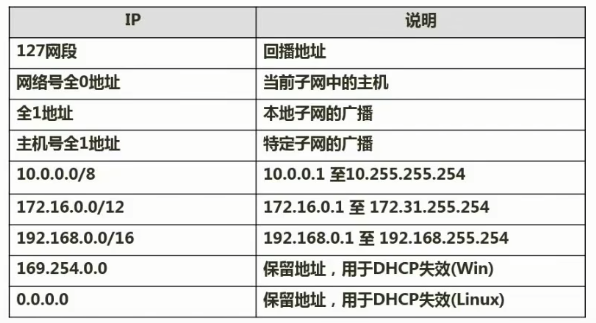 IP 说明
127网段 回播地址
网络号全0地址 当前子网中的主机
全1地址 本地子网的广播
主机号全1地址 特定子网的广播
10.0.0.0/8 10.0.0.1 至10.255.255.254
172.16.0.0/12 172.16.0.1 至 172.31.255.254
192.168.0.0/16 192.168.0.1 至 192.168.255.254
169.254.0.0 保留地址，用于DHCP失效(Win)
0.0.0.0 保留地址，用于DHCP失效(Linux)